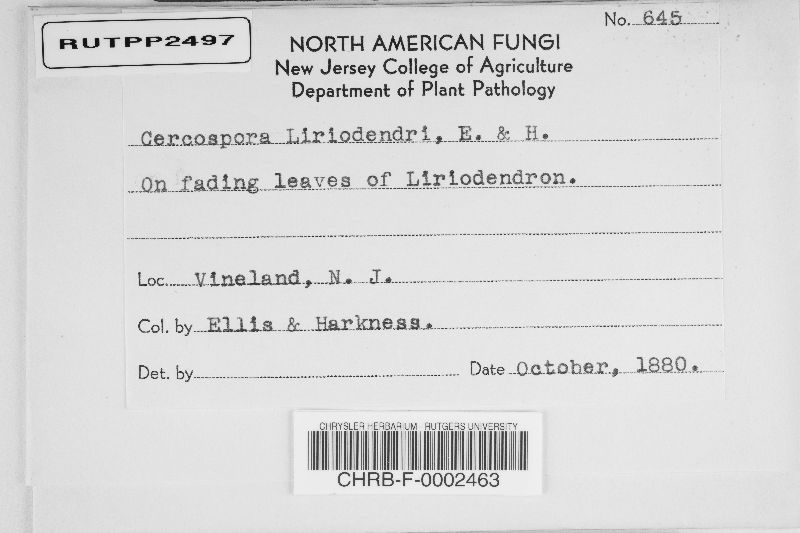 No. 645
RUTPP2497
NORTH AMERICAN FUNGI
New Jersey College of Agriculture
Department of Plant Pathology
Cercospora Liriodendri, E. & H.
On fading leaves of Liriodendron.
Loc. Vineland, N. J.
Col. by Ellis & Harkness.
Det. by
Date October, 1880.
CHRYSLER HERBARIUM - RUTGERS UNIVERSITY
CHRB-F-0002463